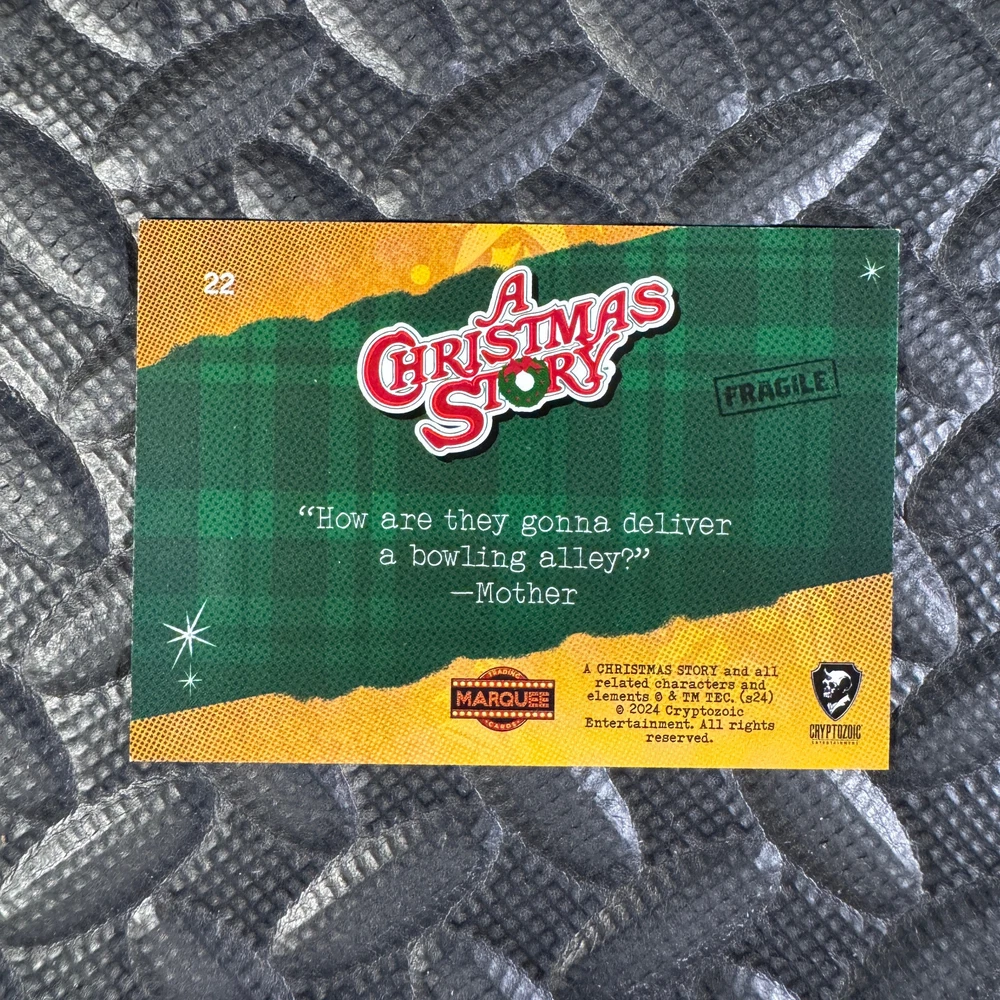 22
A
CHRISTMAS
STORY
FRAGILE
“How are they gonna deliver
a bowling alley?”
—Mother
TRADING
MARQUEE
CARDS
A CHRISTMAS STORY and all
related characters and
elements © & TM TEC. (s24)
© 2024 Cryptozoic
Entertainment. All rights
reserved.
CRYPTOZOIC
ENTERTAINMENT